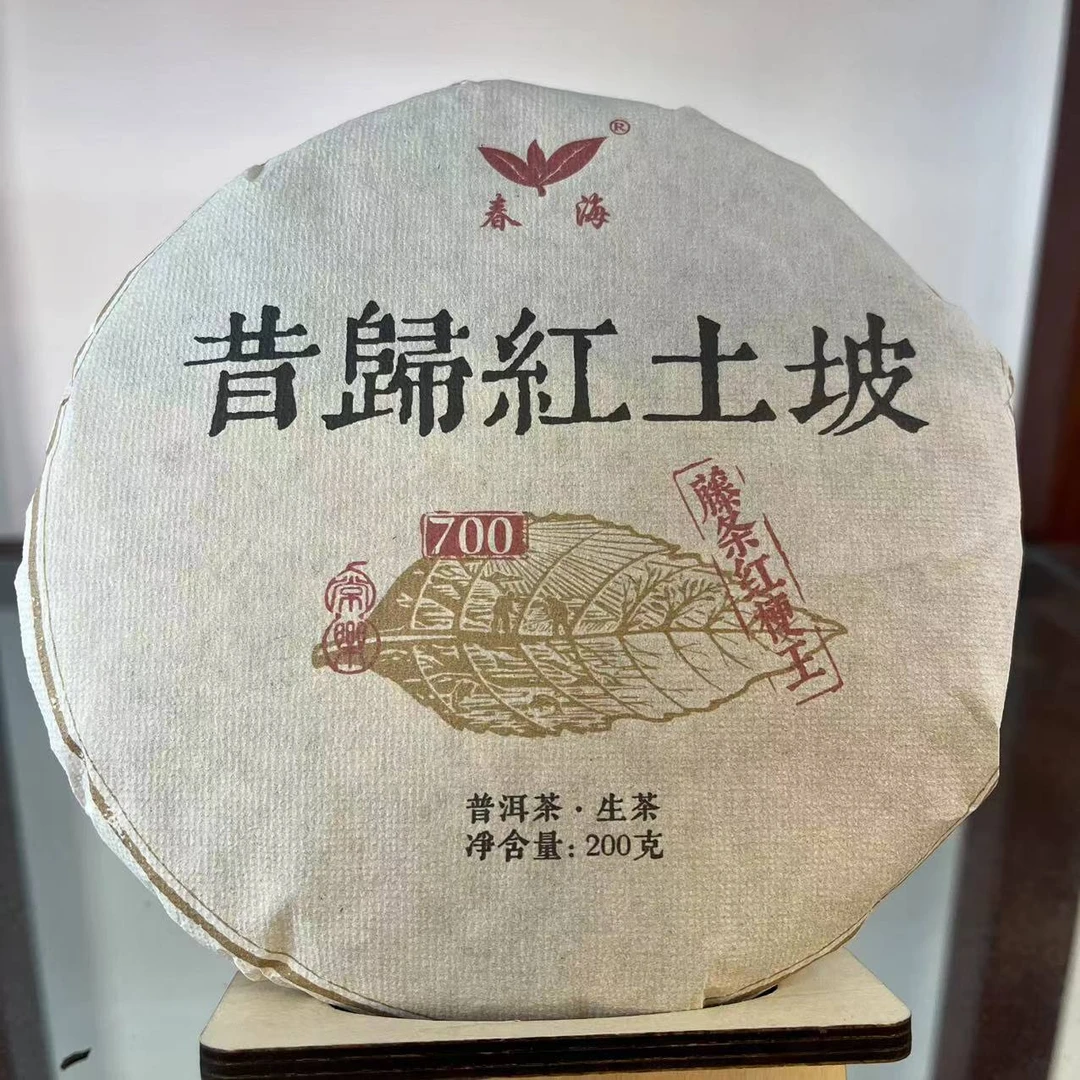 ®
春海
昔歸紅土坡
700
藤条红梗王
普洱茶·生茶
净含量: 200克